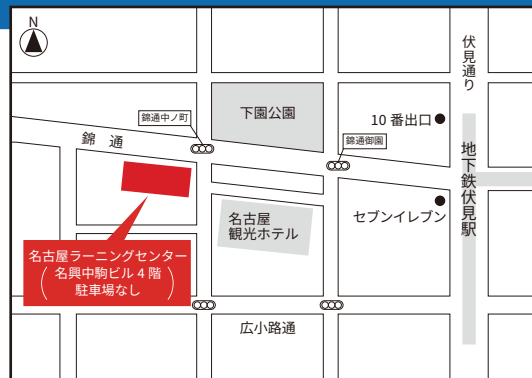 N
伏見通り
錦通中ノ町
下園公園
10 番出口
錦通
錦通御園
地下鉄伏見駅
セブンイレブン
名古屋
観光ホテル
名古屋ラーニングセンター
名興中駒ビル 4 階
駐車場なし
広小路通